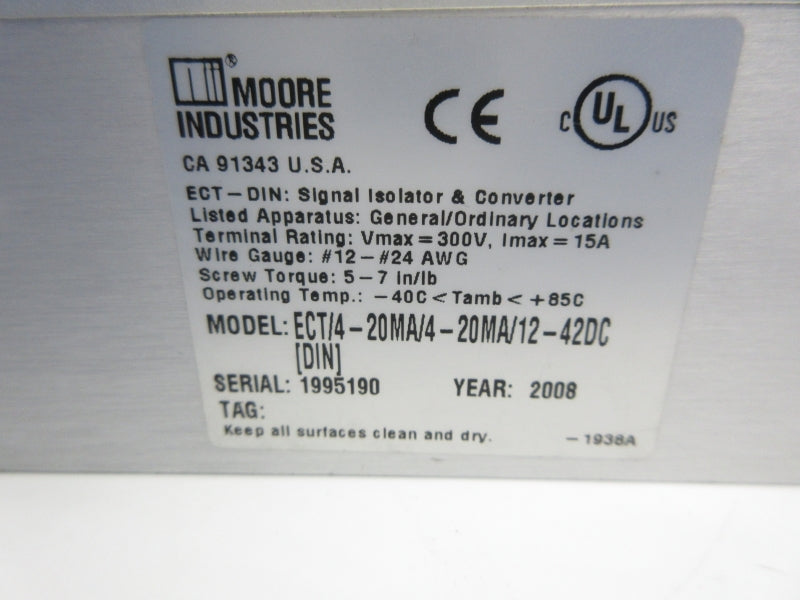 MOORE
INDUSTRIES
®
CE
C UL US
CA 91343 U.S.A.
ECT-DIN: Signal Isolator & Converter
Listed Apparatus: General/Ordinary Locations
Terminal Rating: Vmax=300V, Imax=15A
Wire Gauge: #12-#24 AWG
Screw Torque: 5-7 in/lb
Operating Temp.: -40C<Tamb<+85C
MODEL: ECT/4-20MA/4-20MA/12-42DC
[DIN]
SERIAL: 1995190 YEAR: 2008
TAG:
Keep all surfaces clean and dry. -1938A